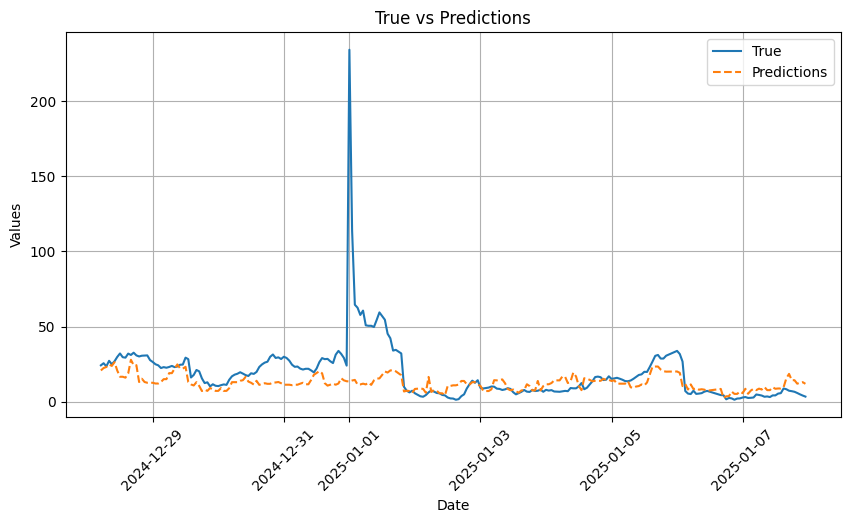 True vs Predictions
True
Predictions
Values
200
150
100
50
0
2024-12-29
2024-12-31
2025-01-01
2025-01-03
2025-01-05
2025-01-07
Date